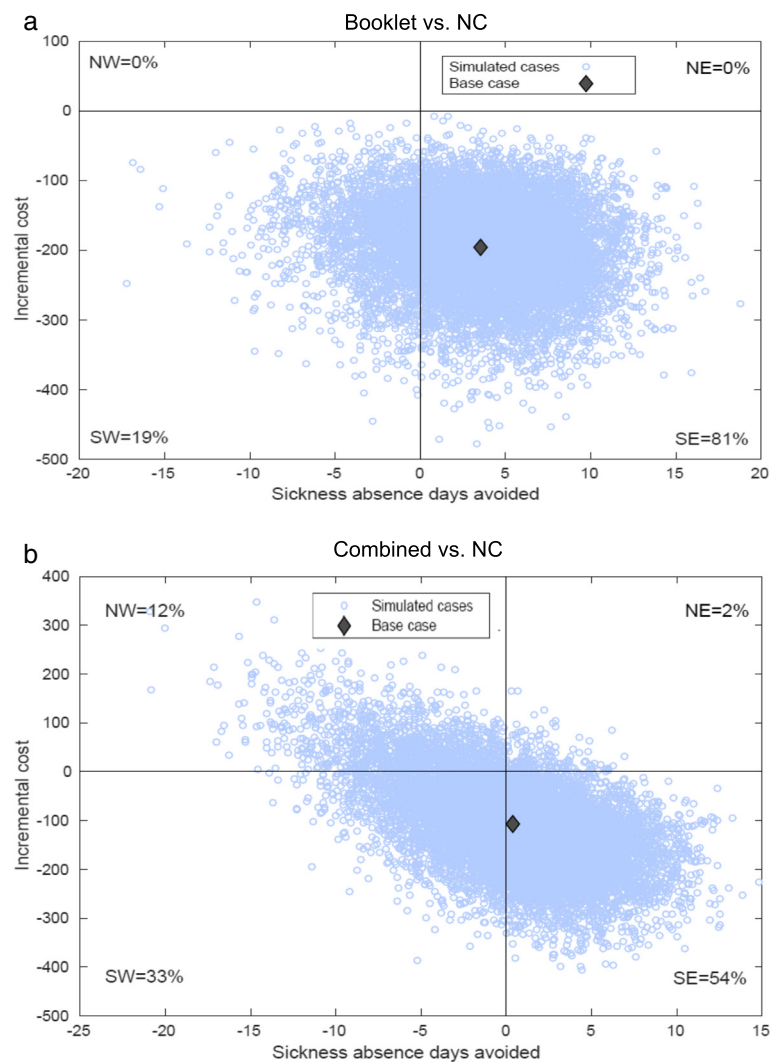 a
Booklet vs. NC
100
0
-100
-200
-300
-400
-500
Incremental cost
NW=0%
NE=0%
Simulated cases
Base case
SW=19%
SE=81%
-20 -15 -10 -5 0 5 10 15 20
Sickness absence days avoided
b
Combined vs. NC
400
300
200
100
0
-100
-200
-300
-400
-500
Incremental cost
NW=12%
NE=2%
Simulated cases
Base case
SW=33%
SE=54%
-25 -20 -15 -10 -5 0 5 10 15
Sickness absence days avoided